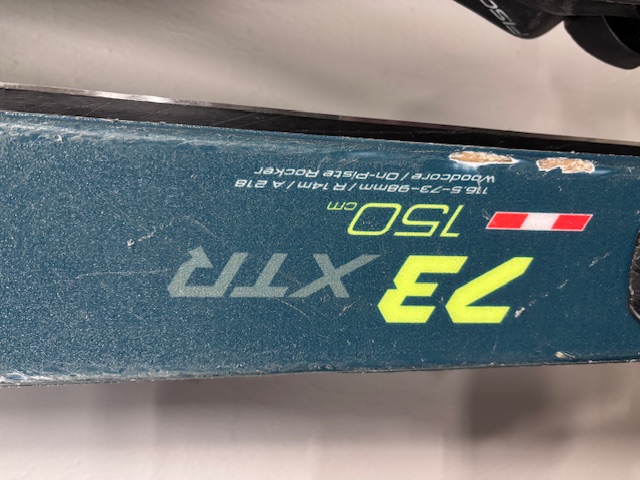 73 XTR
150cm
116.5-73-98mm / R 14m / A 218
Woodcore / On-Piste Rocker